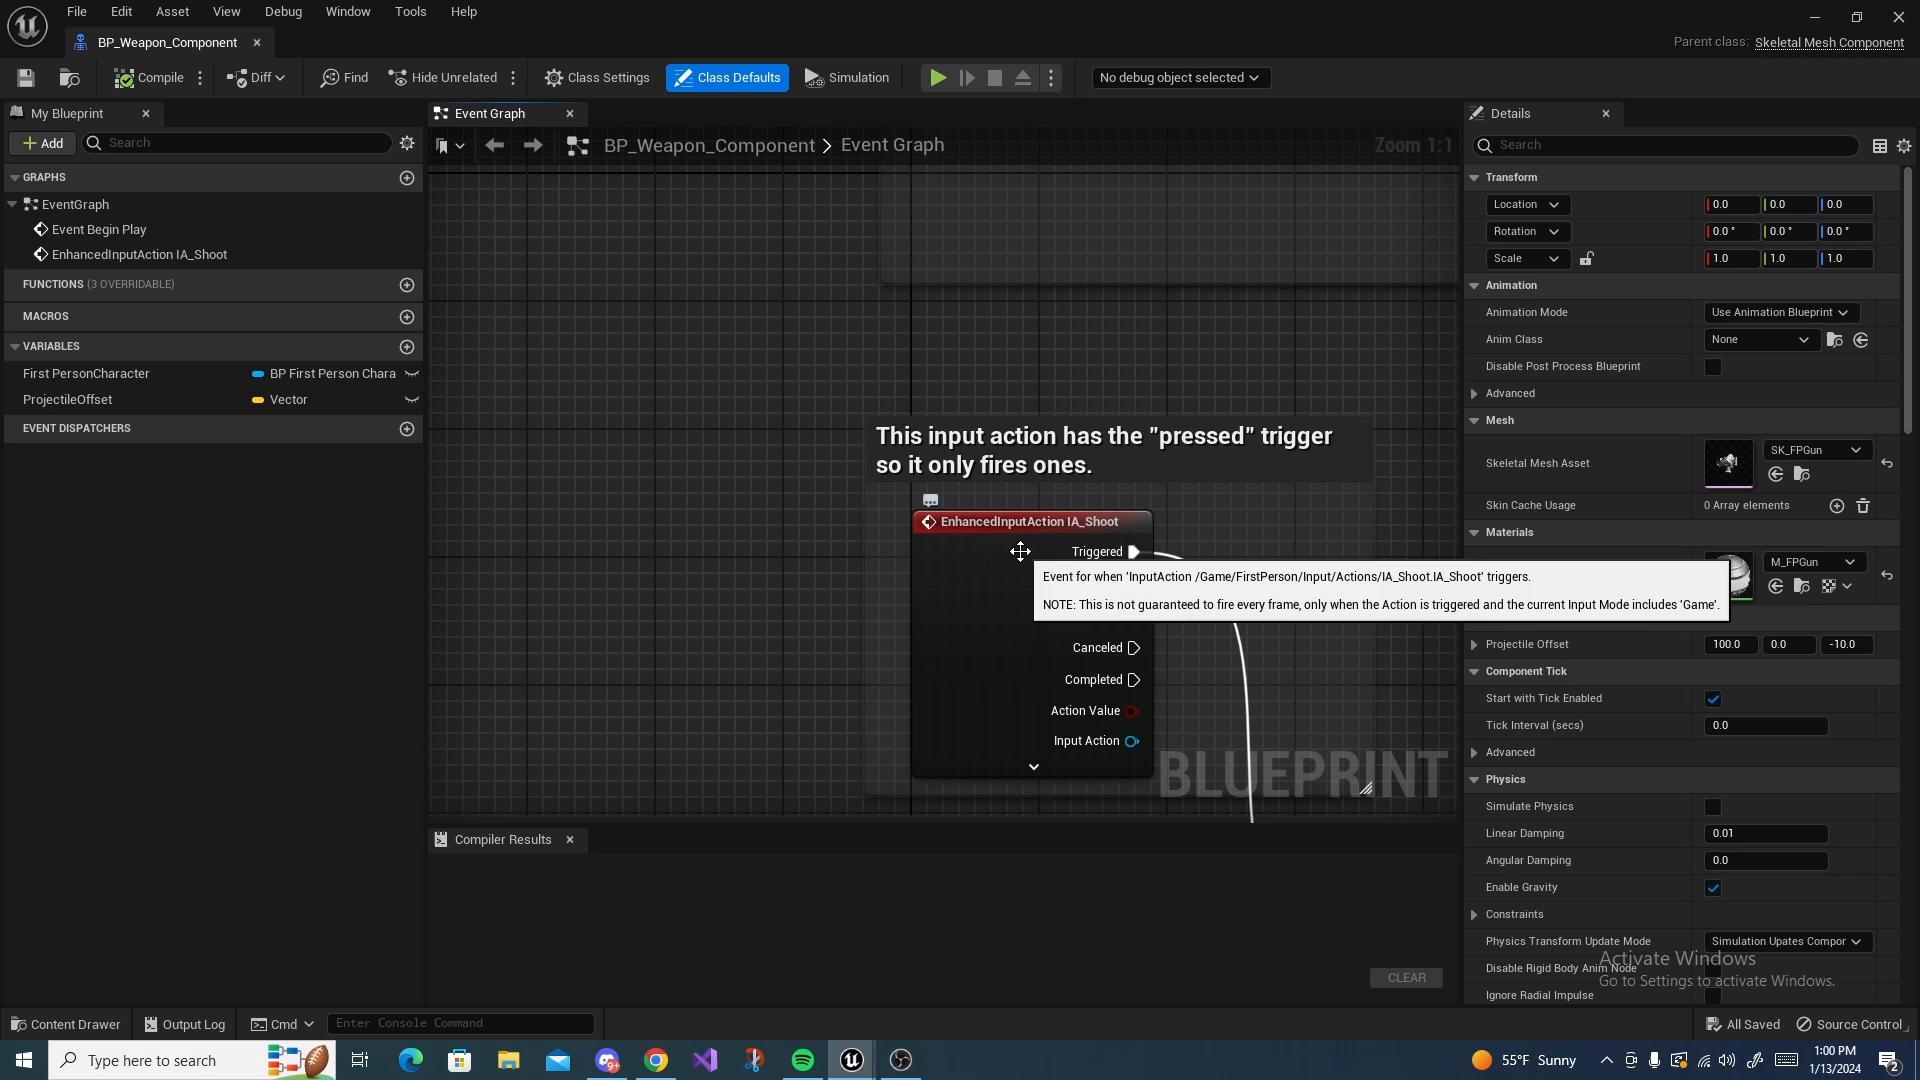 File Edit Asset View Debug Window Tools Help
BP_Weapon_Component
Parent class: Skeletal Mesh Component
Compile Diff Find Hide Unrelated Class Settings Class Defaults Simulation No debug object selected
My Blueprint
Add Search
GRAPHS
EventGraph
Event Begin Play
EnhancedInputAction IA_Shoot
FUNCTIONS (3 OVERRIDABLE)
MACROS
VARIABLES
First PersonCharacter BP First Person Chara
ProjectileOffset Vector
EVENT DISPATCHERS
Event Graph
BP_Weapon_Component > Event Graph Zoom 1:1
This input action has the "pressed" trigger
so it only fires ones.
EnhancedInputAction IA_Shoot
Triggered
Event for when 'InputAction /Game/FirstPerson/Input/Actions/IA_Shoot.IA_Shoot' triggers.
NOTE: This is not guaranteed to fire every frame, only when the Action is triggered and the current Input Mode includes 'Game'.
Canceled
Completed
Action Value
Input Action
BLUEPRINT
Compiler Results
CLEAR
Details
Search
Transform
Location 0.0 0.0 0.0
Rotation 0.0 ° 0.0 ° 0.0 °
Scale 1.0 1.0 1.0
Animation
Animation Mode Use Animation Blueprint
Anim Class None
Disable Post Process Blueprint
Advanced
Mesh
Skeletal Mesh Asset SK_FPGun
Skin Cache Usage 0 Array elements
Materials
M_FPGun
Projectile Offset 100.0 0.0 -10.0
Component Tick
Start with Tick Enabled
Tick Interval (secs) 0.0
Advanced
Physics
Simulate Physics
Linear Damping 0.01
Angular Damping 0.0
Enable Gravity
Constraints
Physics Transform Update Mode Simulation Upates Compor
Disable Rigid Body Anim Node
Ignore Radial Impulse
Activate Windows
Go to Settings to activate Windows.
Content Drawer Output Log Cmd Enter Console Command All Saved Source Control
Type here to search 9+ 55°F Sunny 1:00 PM
1/13/2024 2